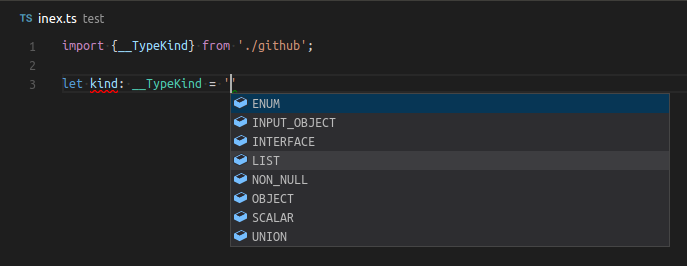 TS inex.ts test
1 import {__TypeKind} from './github';
2
3 let kind: __TypeKind = ''
ENUM
INPUT_OBJECT
INTERFACE
LIST
NON_NULL
OBJECT
SCALAR
UNION